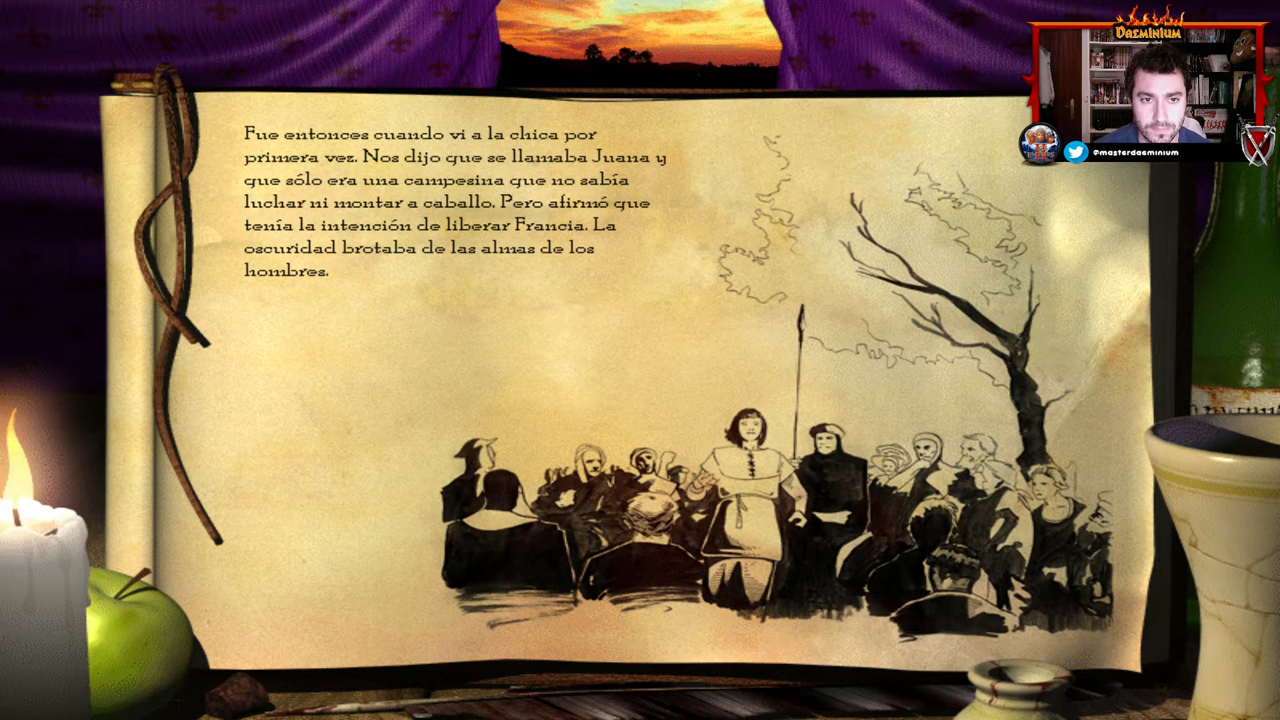 Fue entonces cuando vi a la chica por
primera vez. Nos dijo que se llamaba Juana y
que sólo era una campesina que no sabía
luchar ni montar a caballo. Pero afirmó que
tenía la intención de liberar Francia. La
oscuridad brotaba de las almas de los
hombres.
DAEMINIUM
@masterdaeminium